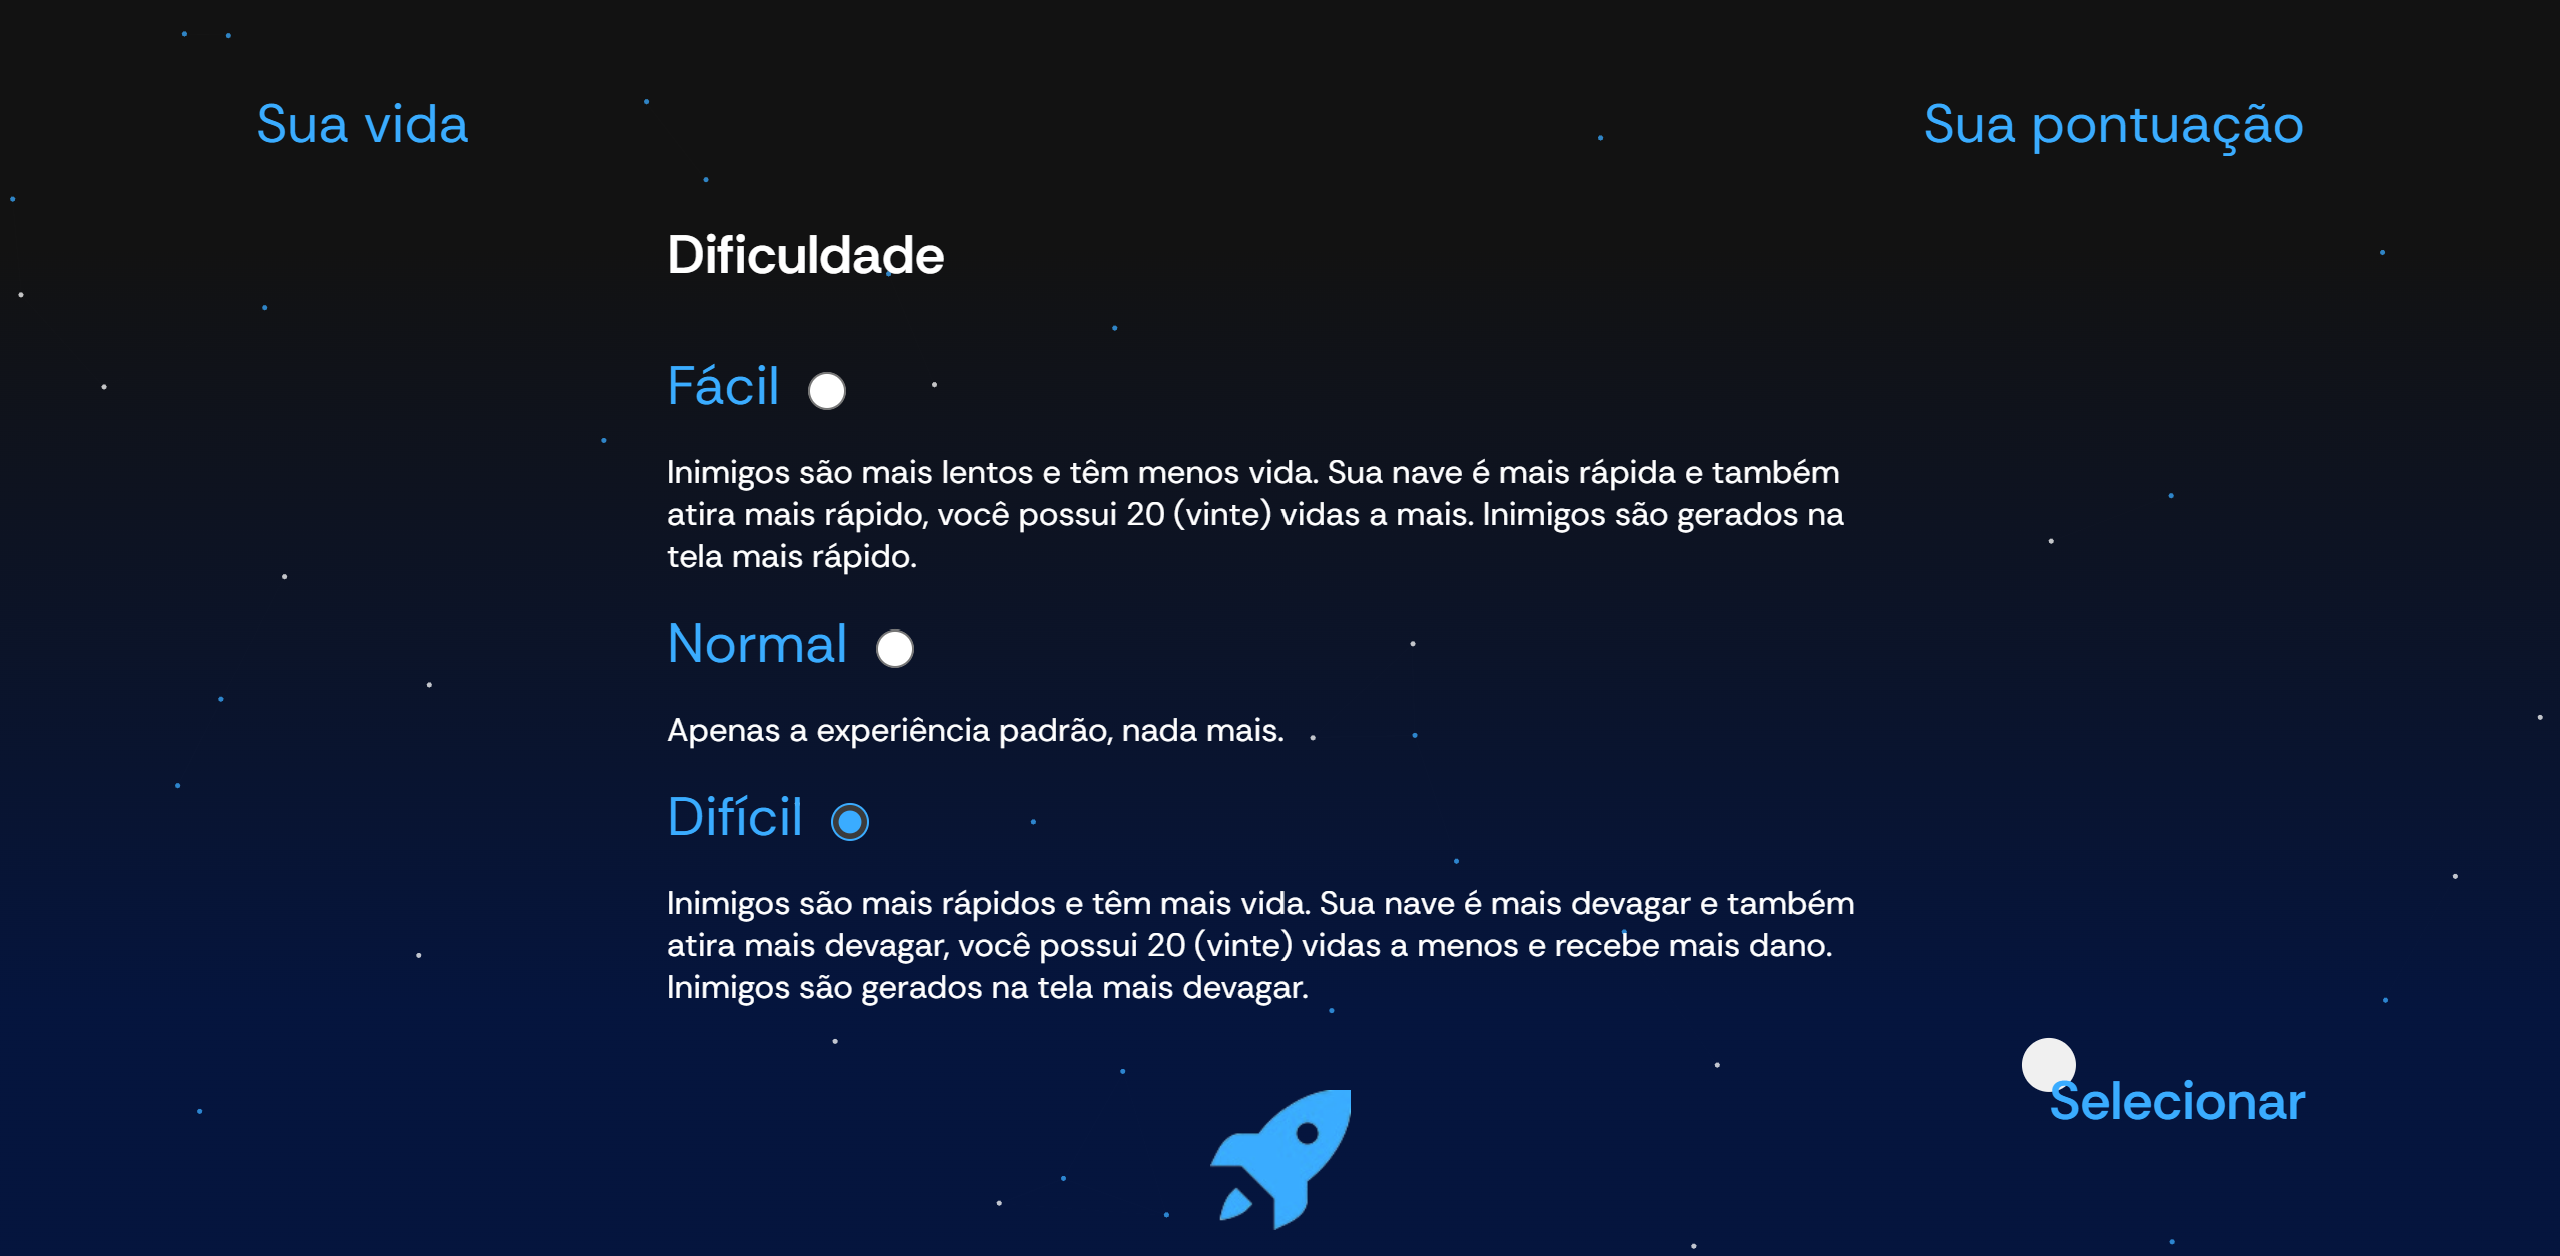 Sua vida
Sua pontuação
Dificuldade
Fácil
Inimigos são mais lentos e têm menos vida. Sua nave é mais rápida e também
atira mais rápido, você possui 20 (vinte) vidas a mais. Inimigos são gerados na
tela mais rápido.
Normal
Apenas a experiência padrão, nada mais.
Difícil
Inimigos são mais rápidos e têm mais vida. Sua nave é mais devagar e também
atira mais devagar, você possui 20 (vinte) vidas a menos e recebe mais dano.
Inimigos são gerados na tela mais devagar.
Selecionar